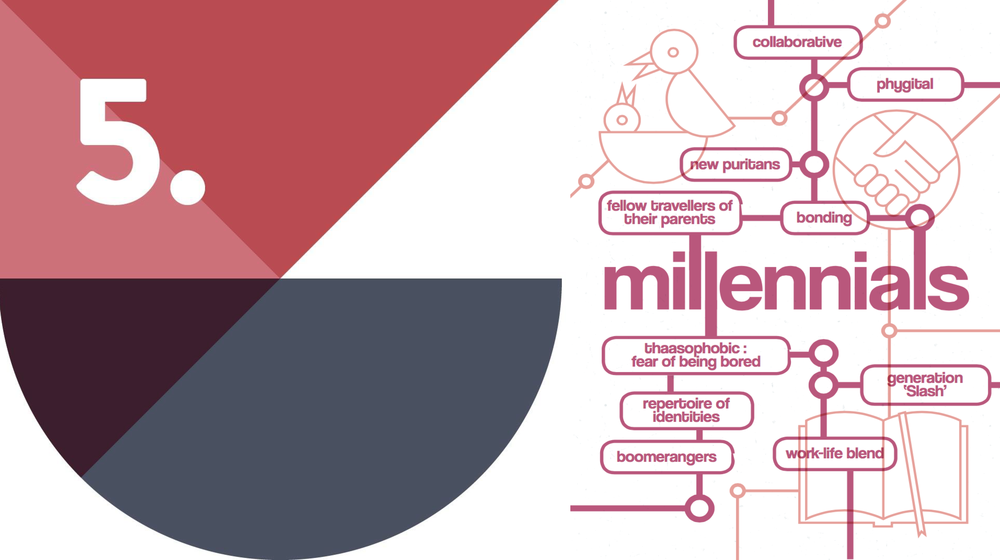 5.
collaborative
phygital
new puritans
fellow travellers of
their parents
bonding
millennials
thaasophobic :
fear of being bored
generation
‘Slash’
repertoire of
identities
boomerangers
work-life blend